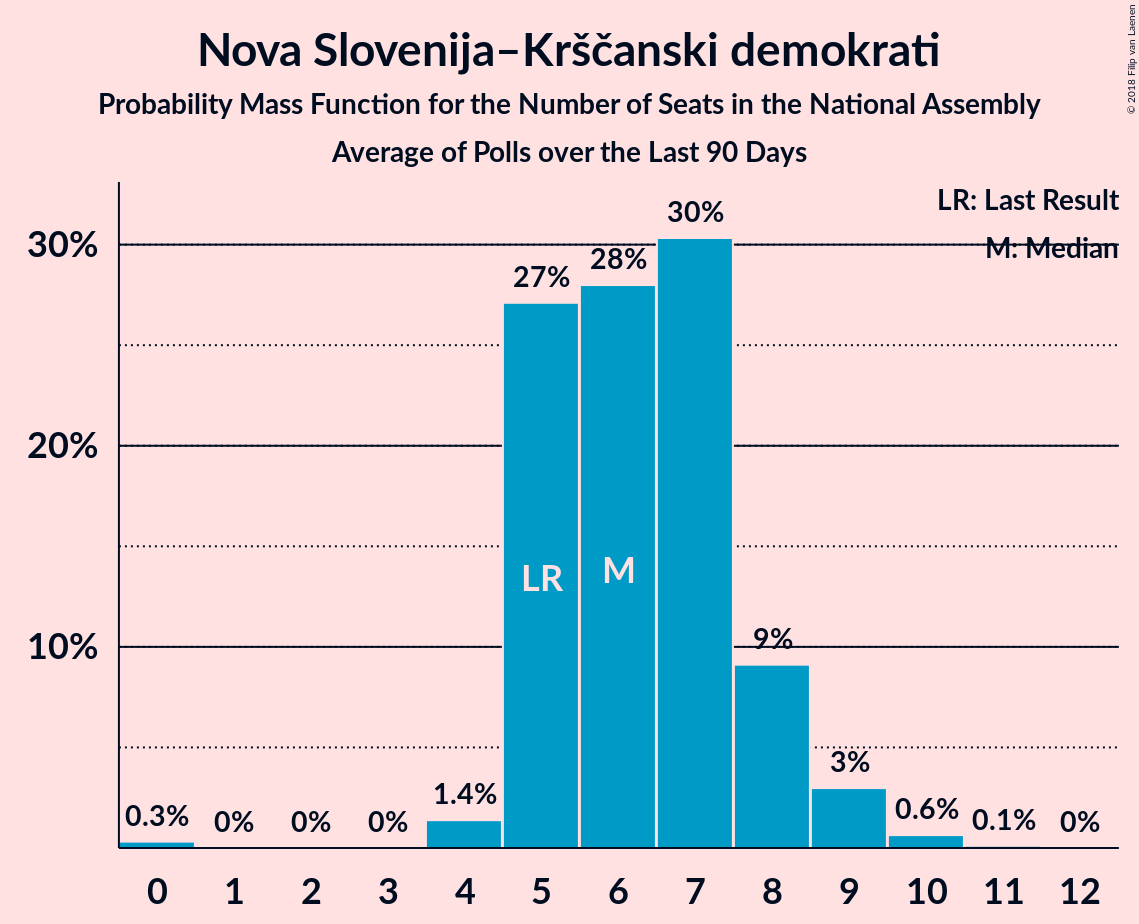 Nova Slovenija–Krščanski demokrati
Probability Mass Function for the Number of Seats in the National Assembly
Average of Polls over the Last 90 Days
© 2018 Filip van Laenen
LR: Last Result
M: Median
30%
20%
10%
0.3%
0%
0%
0%
1.4%
27%
28%
30%
9%
3%
0.6%
0.1%
0%
LR
M
0 1 2 3 4 5 6 7 8 9 10 11 12